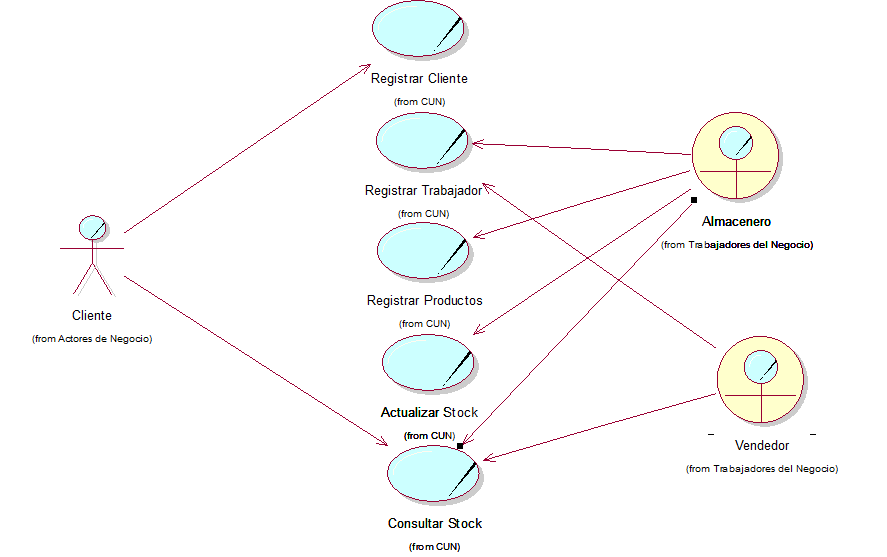 Registrar Cliente
(from CUN)
Registrar Trabajador
(from CUN)
Registrar Productos
(from CUN)
Actualizar Stock
(from CUN)
Consultar Stock
(from CUN)
Cliente
(from Actores de Negocio)
Almacenero
(from Trabajadores del Negocio)
Vendedor
(from Trabajadores del Negocio)